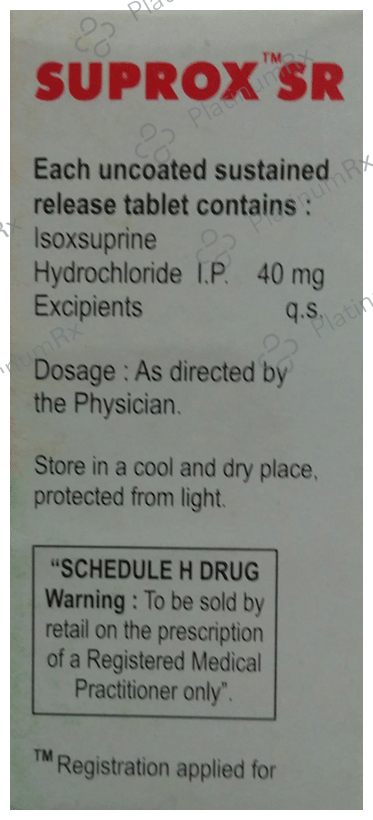 SUPROX™ SR
Each uncoated sustained
release tablet contains :
Isoxsuprine
Hydrochloride I.P. 40 mg
Excipients q.s.
Dosage : As directed by
the Physician.
Store in a cool and dry place,
protected from light.
“SCHEDULE H DRUG
Warning : To be sold by
retail on the prescription
of a Registered Medical
Practitioner only”.
™ Registration applied for
PlatinumRx